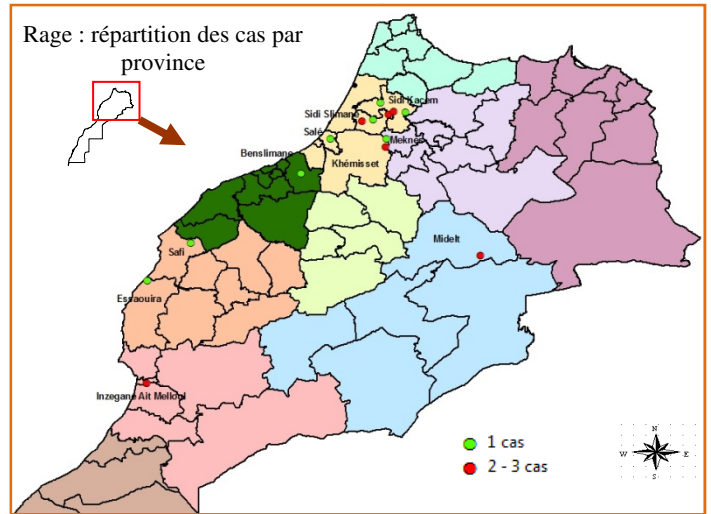 Rage : répartition des cas par
province
Sidi Kacem
Sidi Slimane
Salé
Meknès
Benslimane
Khémisset
Midelt
Safi
Essaouira
Inzegane Ait Melloul
1 cas
2 - 3 cas
N
W
E
S